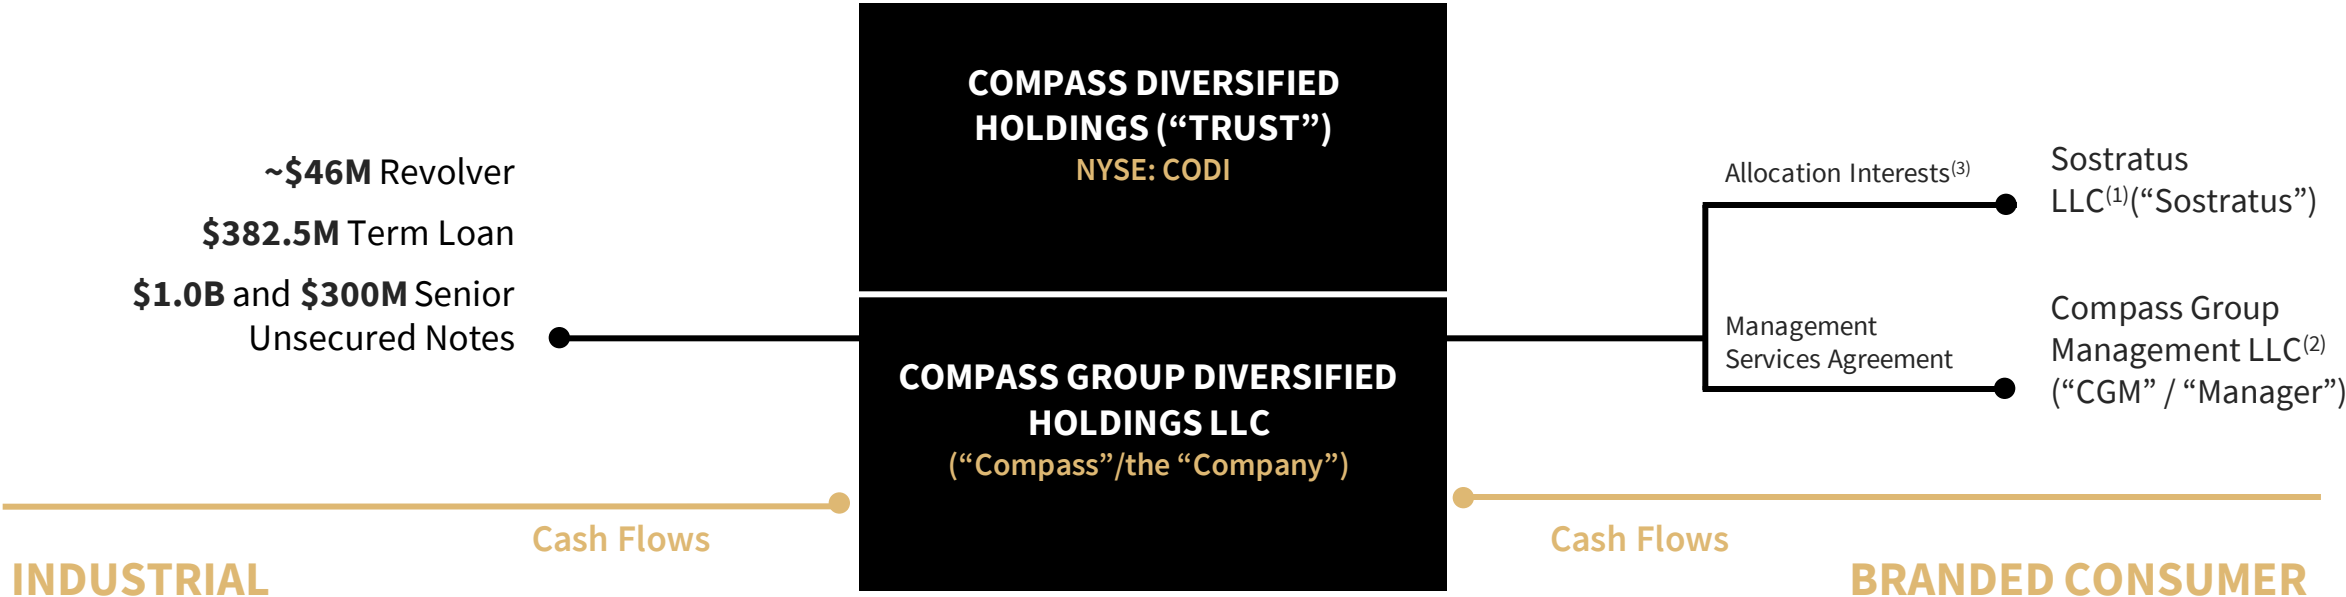 COMPASS DIVERSIFIED
HOLDINGS (“TRUST”)
NYSE: CODI
~$46M Revolver
$382.5M Term Loan
$1.0B and $300M Senior
Unsecured Notes
Allocation Interests(3)
Sostratus
LLC(1)(“Sostratus”)
Management
Services Agreement
Compass Group
Management LLC(2)
(“CGM” / “Manager”)
COMPASS GROUP DIVERSIFIED
HOLDINGS LLC
(“Compass”/the “Company”)
Cash Flows
INDUSTRIAL
Cash Flows
BRANDED CONSUMER